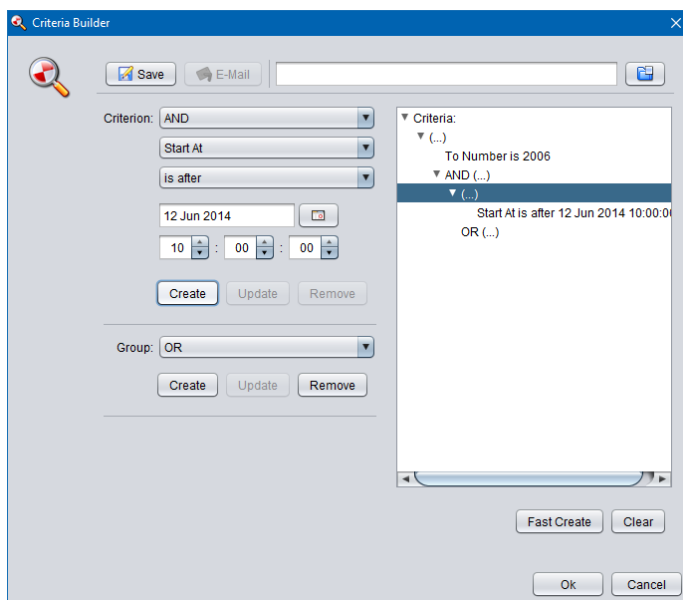 Criteria Builder
Save
E-Mail
Criterion:
AND
Start At
is after
12 Jun 2014
10 : 00 : 00
Create
Update
Remove
Group:
OR
Create
Update
Remove
Criteria:
(...)
To Number is 2006
AND (...)
(...)
Start At is after 12 Jun 2014 10:00:0
OR (...)
Fast Create
Clear
Ok
Cancel